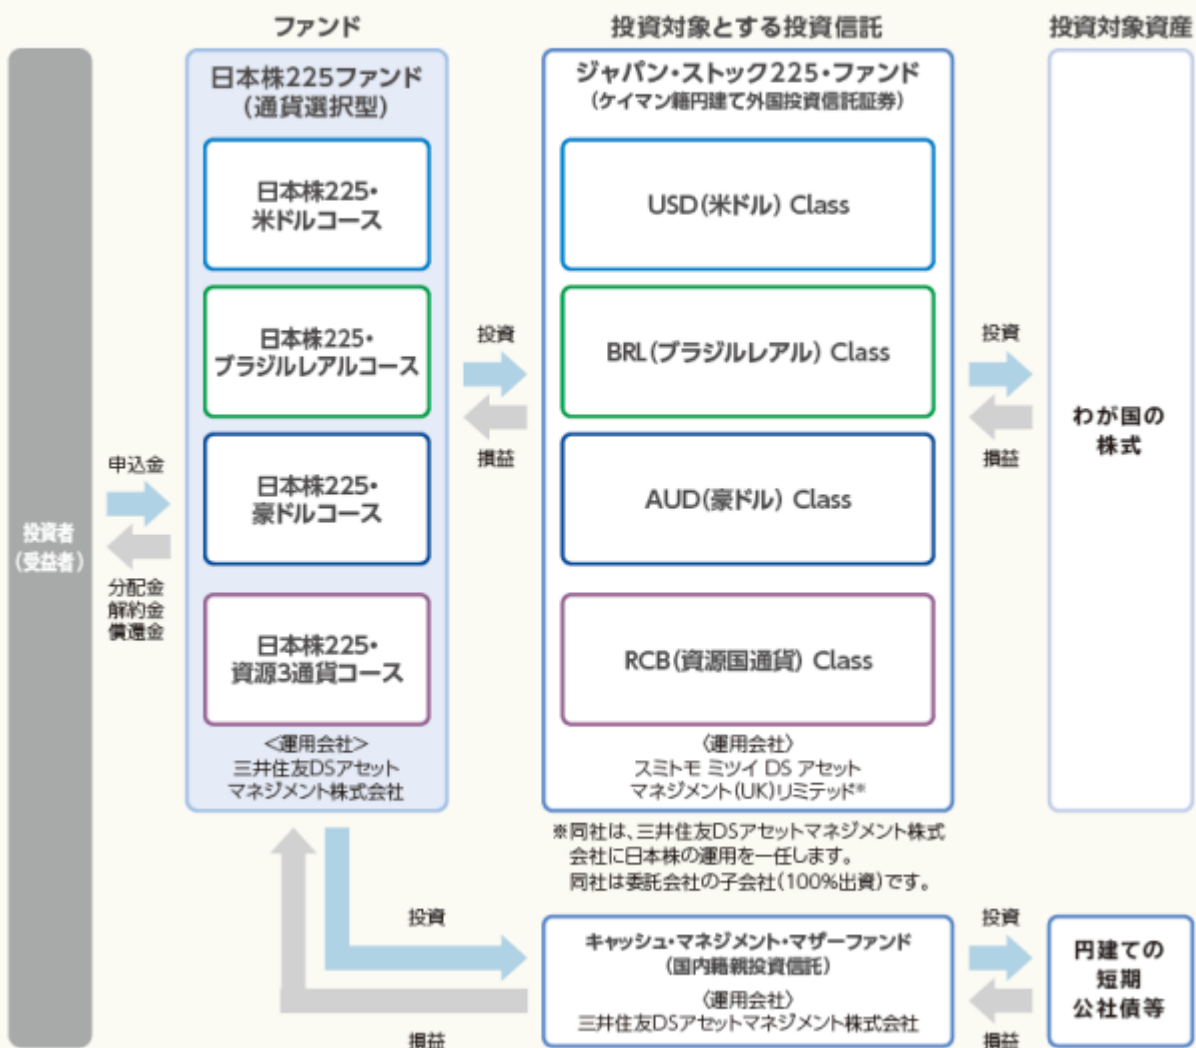 ファンド
投資対象とする投資信託
投資対象資産
日本株225ファンド
(通貨選択型)
ジャパン・ストック225・ファンド
(ケイマン籍円建て外国投資信託証券)
日本株225・
米ドルコース
USD(米ドル) Class
日本株225・
ブラジルレアルコース
BRL(ブラジルレアル) Class
投資
損益
投資
損益
わが国の
株式
日本株225・
豪ドルコース
AUD(豪ドル) Class
申込金
投資者
(受益者)
分配金
解約金
償還金
日本株225・
資源3通貨コース
RCB(資源国通貨) Class
<運用会社>
三井住友DSアセット
マネジメント株式会社
〈運用会社〉
スミトモ ミツイ DS アセット
マネジメント(UK)リミテッド※
※同社は、三井住友DSアセットマネジメント株式
会社に日本株の運用を一任します。
同社は委託会社の子会社(100%出資)です。
投資
損益
キャッシュ・マネジメント・マザーファンド
(国内籍親投資信託)
〈運用会社〉
三井住友DSアセットマネジメント株式会社
投資
損益
円建ての
短期
公社債等